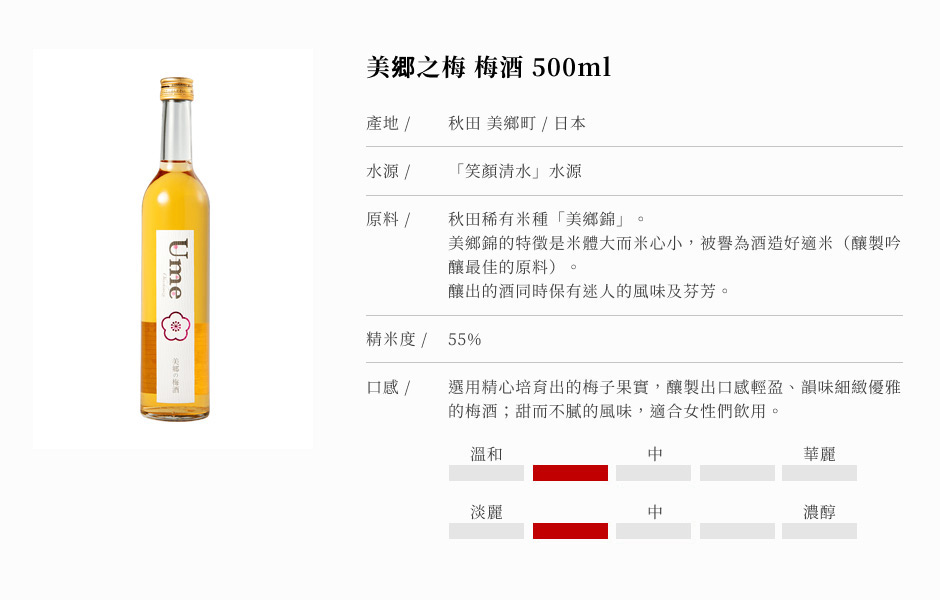 美鄉之梅 梅酒 500ml
產地 / 秋田 美鄉町 / 日本
水源 / 「笑顏清水」水源
原料 / 秋田稀有米種「美鄉錦」。
美鄉錦的特徵是米體大而米心小，被譽為酒造好適米（釀製吟
釀最佳的原料）。
釀出的酒同時保有迷人的風味及芬芳。
精米度 / 55%
口感 / 選用精心培育出的梅子果實，釀製出口感輕盈、韻味細緻優雅
的梅酒；甜而不膩的風味，適合女性們飲用。
溫和 中 華麗
淡麗 中 濃醇
Ume
美郷の梅酒